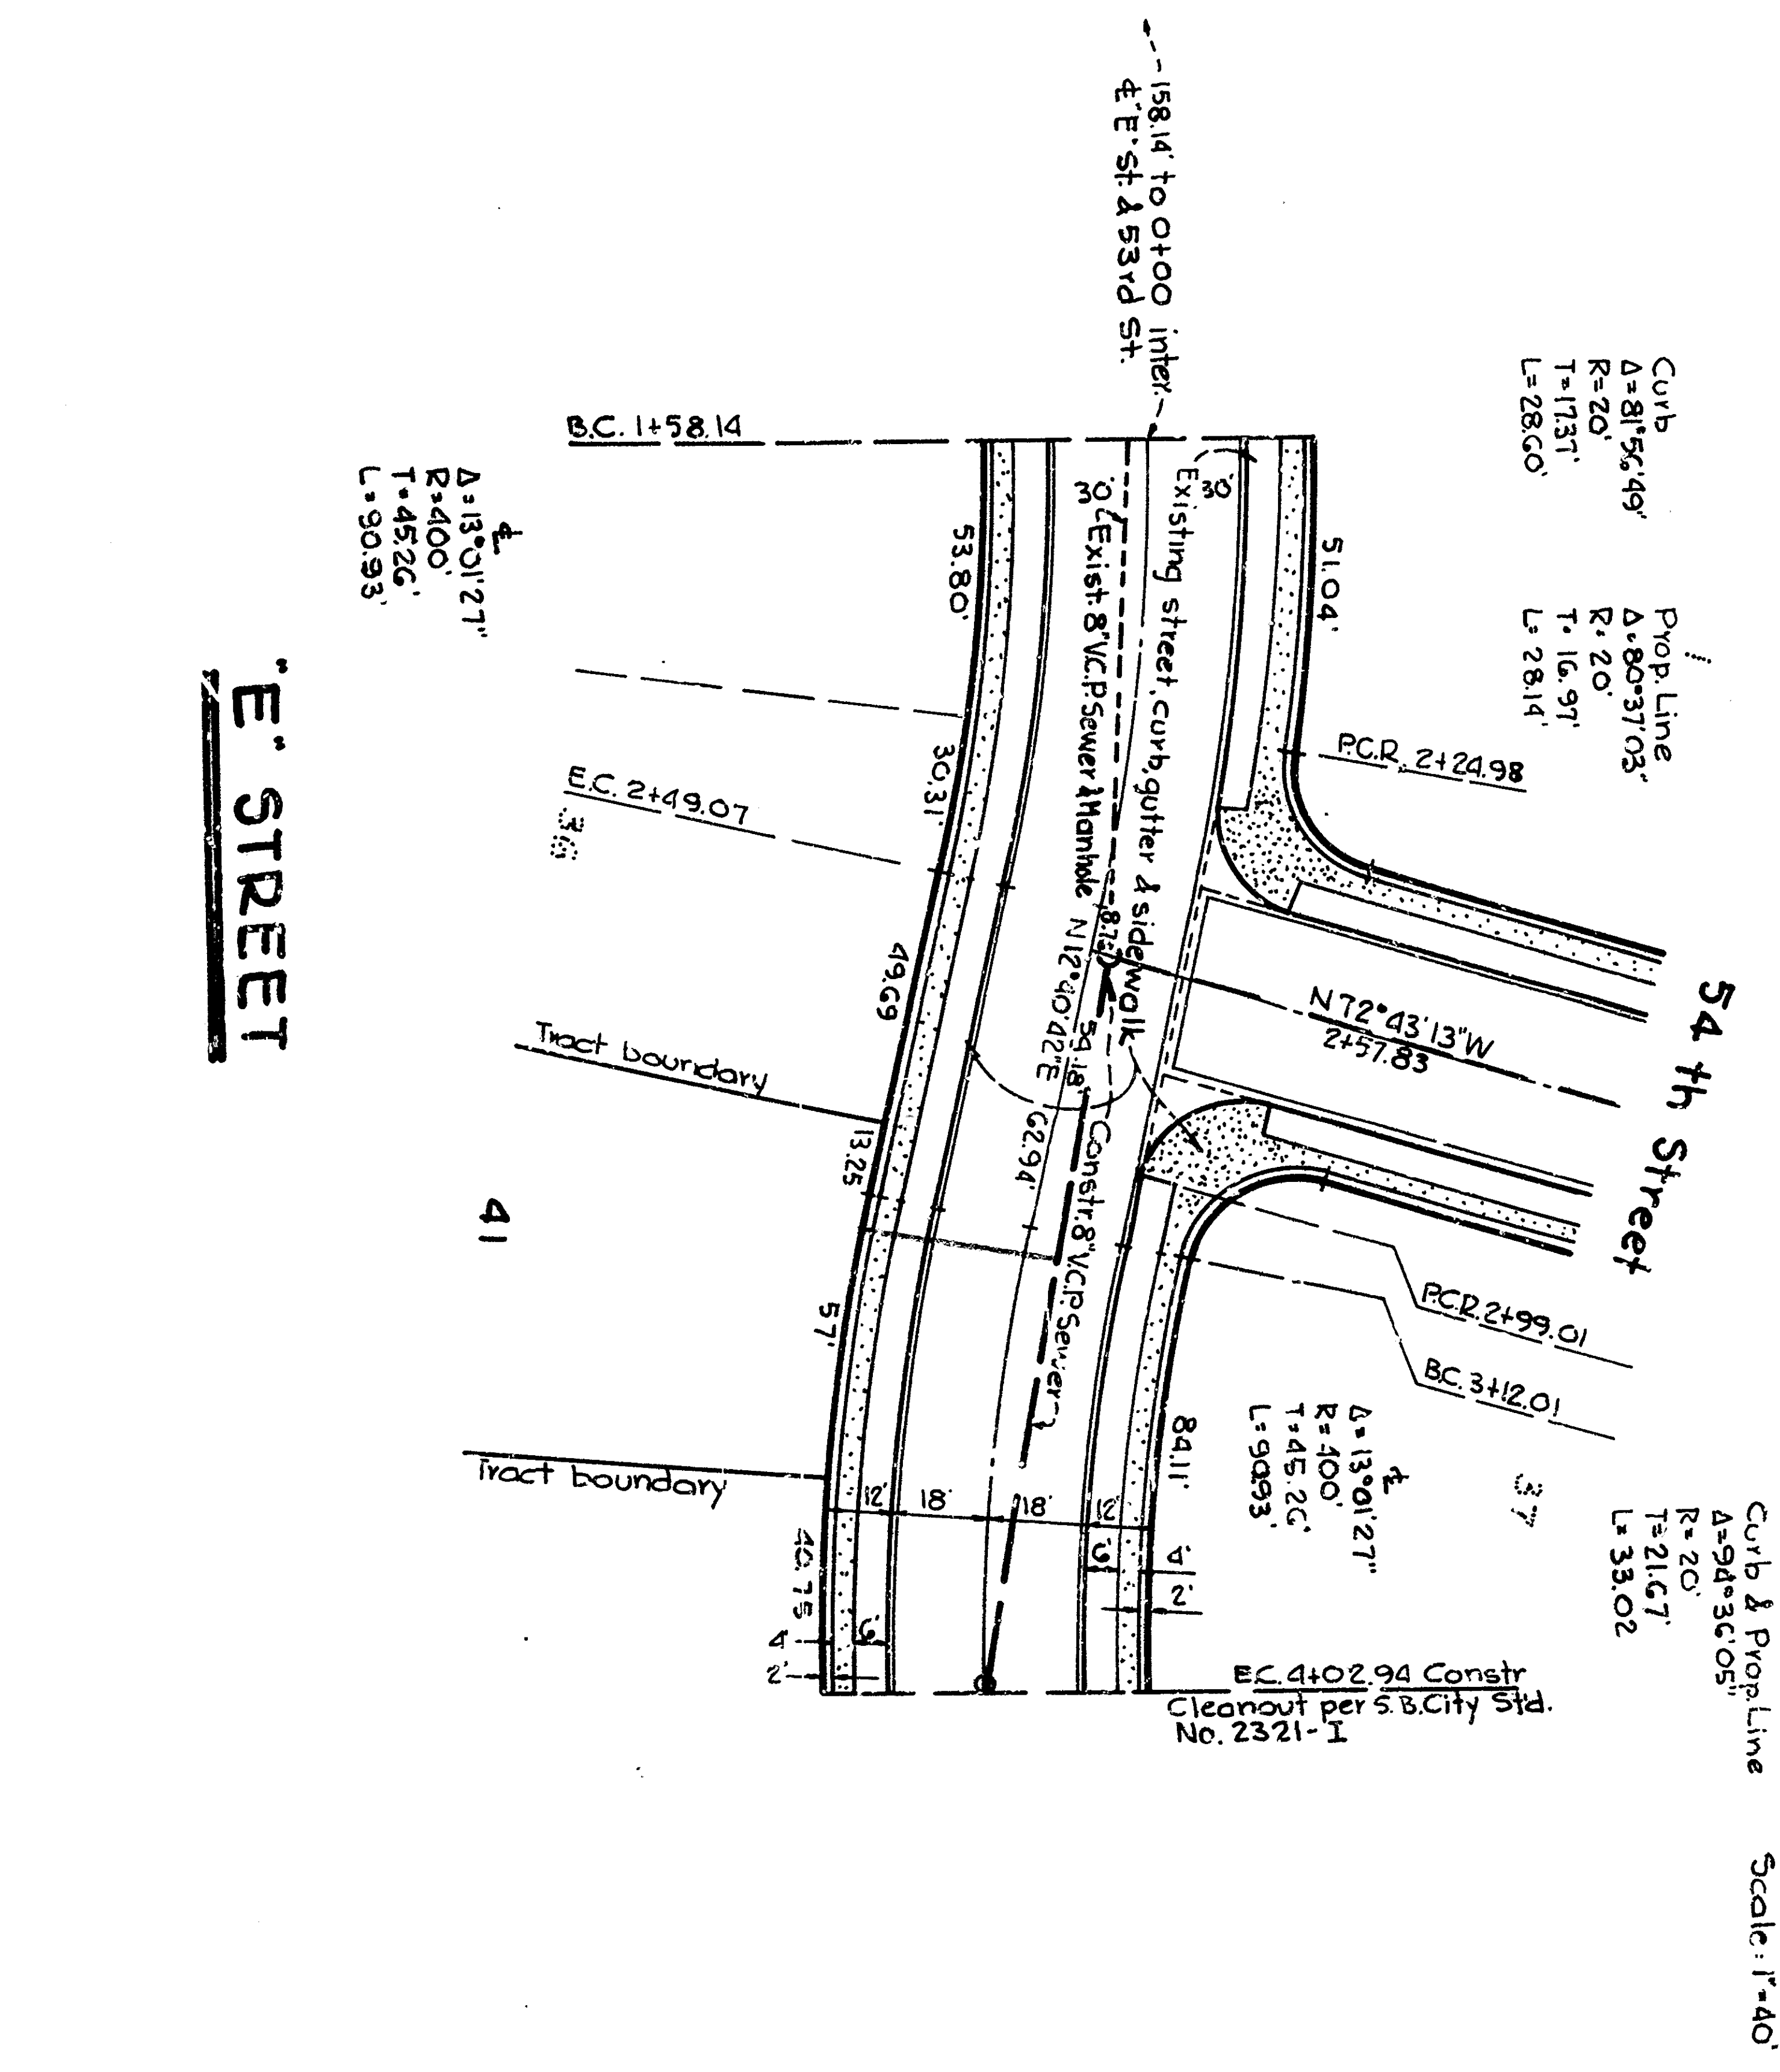 158.14' to 0+00 inter.
℄ "E" St. & 53rd St.
Curb
Δ=81°56'49"
R=20'
T=17.37'
L=28.60'
Prop. Line
Δ=80°37'03"
R=20'
T=16.97'
L=28.14'
B.C. 1+58.14
℄
Δ=13°01'27"
R=400'
T=45.26'
L=90.93'
30'
30'
51.04'
53.80'
Existing street, curb, gutter & sidewalk
Exist. 8" V.C.P. Sewer & Manhole
P.C.R. 2+24.98
30.31'
E.C. 2+49.07
36
8.73'
N12°40'42"E
59.18'
62.94'
49.69
N72°43'13"W
2+57.83
54th Street
"E" STREET
Tract boundary
13.25
41
Constr. 8" V.C.P. Sewer
P.C.R. 2+99.01
B.C. 3+12.01
57'
84.11'
℄
Δ=13°01'27"
R=400'
T=45.26'
L=90.93'
37
Tract boundary
12'
18'
18'
12'
6'
4'
2'
40.75
6'
4'
2'
E.C. 4+02.94 Constr
Cleanout per S.B. City Std.
No. 2321-I
Curb & Prop. Line
Δ=94°36'05"
R=20'
T=21.67'
L=33.02
Scale: 1"=40'